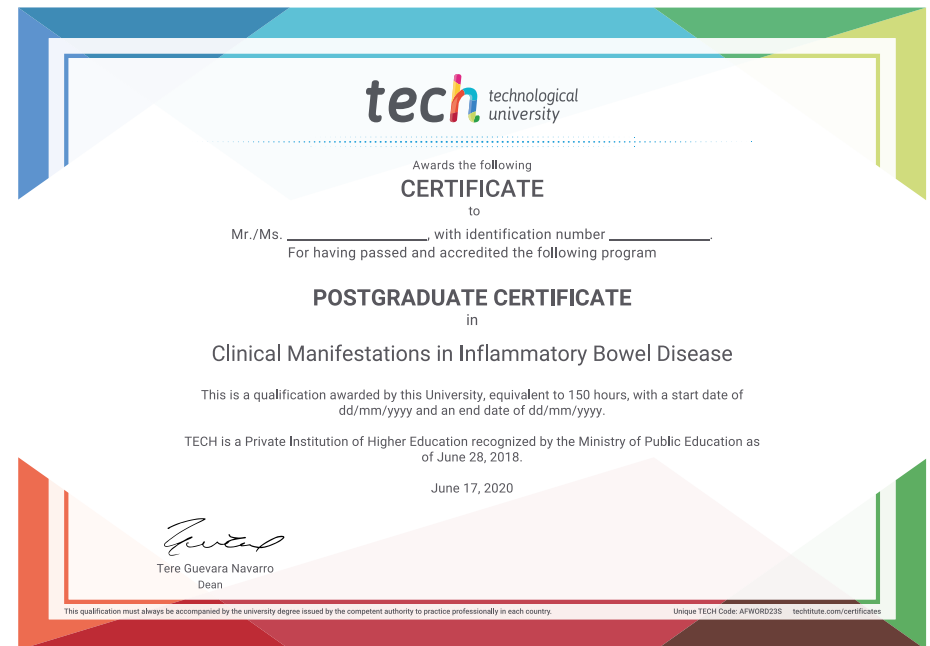 tech technological
university
Awards the following
CERTIFICATE
to
Mr./Ms. ____________________, with identification number ______________.
For having passed and accredited the following program
POSTGRADUATE CERTIFICATE
in
Clinical Manifestations in Inflammatory Bowel Disease
This is a qualification awarded by this University, equivalent to 150 hours, with a start date of
dd/mm/yyyy and an end date of dd/mm/yyyy.
TECH is a Private Institution of Higher Education recognized by the Ministry of Public Education as
of June 28, 2018.
June 17, 2020
Tere Guevara Navarro
Dean
This qualification must always be accompanied by the university degree issued by the competent authority to practice professionally in each country. Unique TECH Code: AFWORD23S techtitute.com/certificates